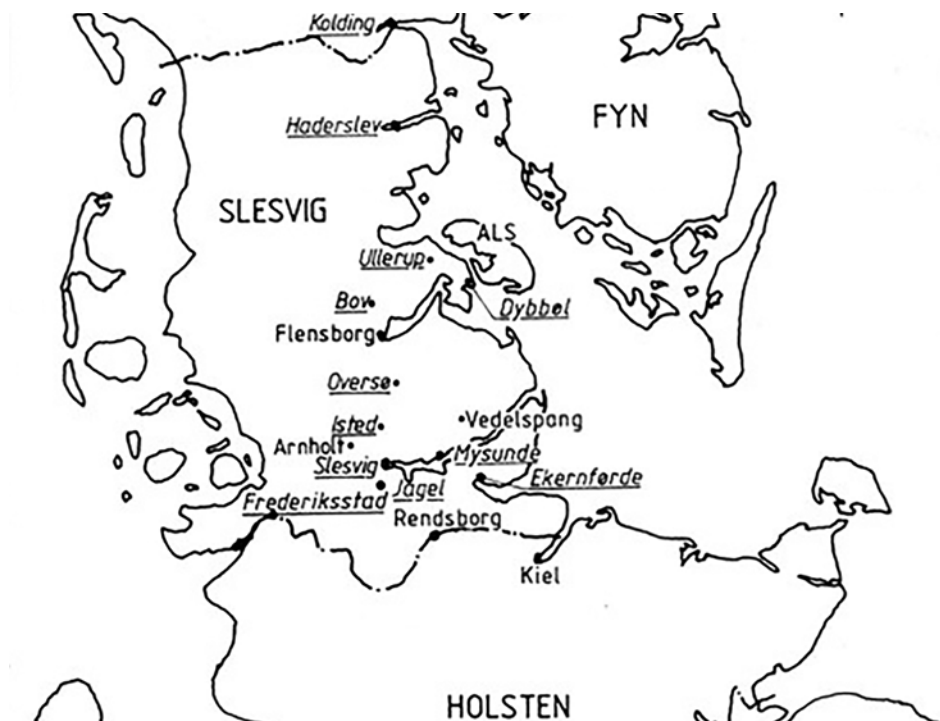 Kolding
Haderslev
FYN
SLESVIG
ALS
Ullerup
Bov
Dybbøl
Flensborg
Oversø
Isted
Vedelspang
Arnholt
Mysunde
Slesvig
Ekernførde
Jagel
Frederiksstad
Rendsborg
Kiel
HOLSTEN